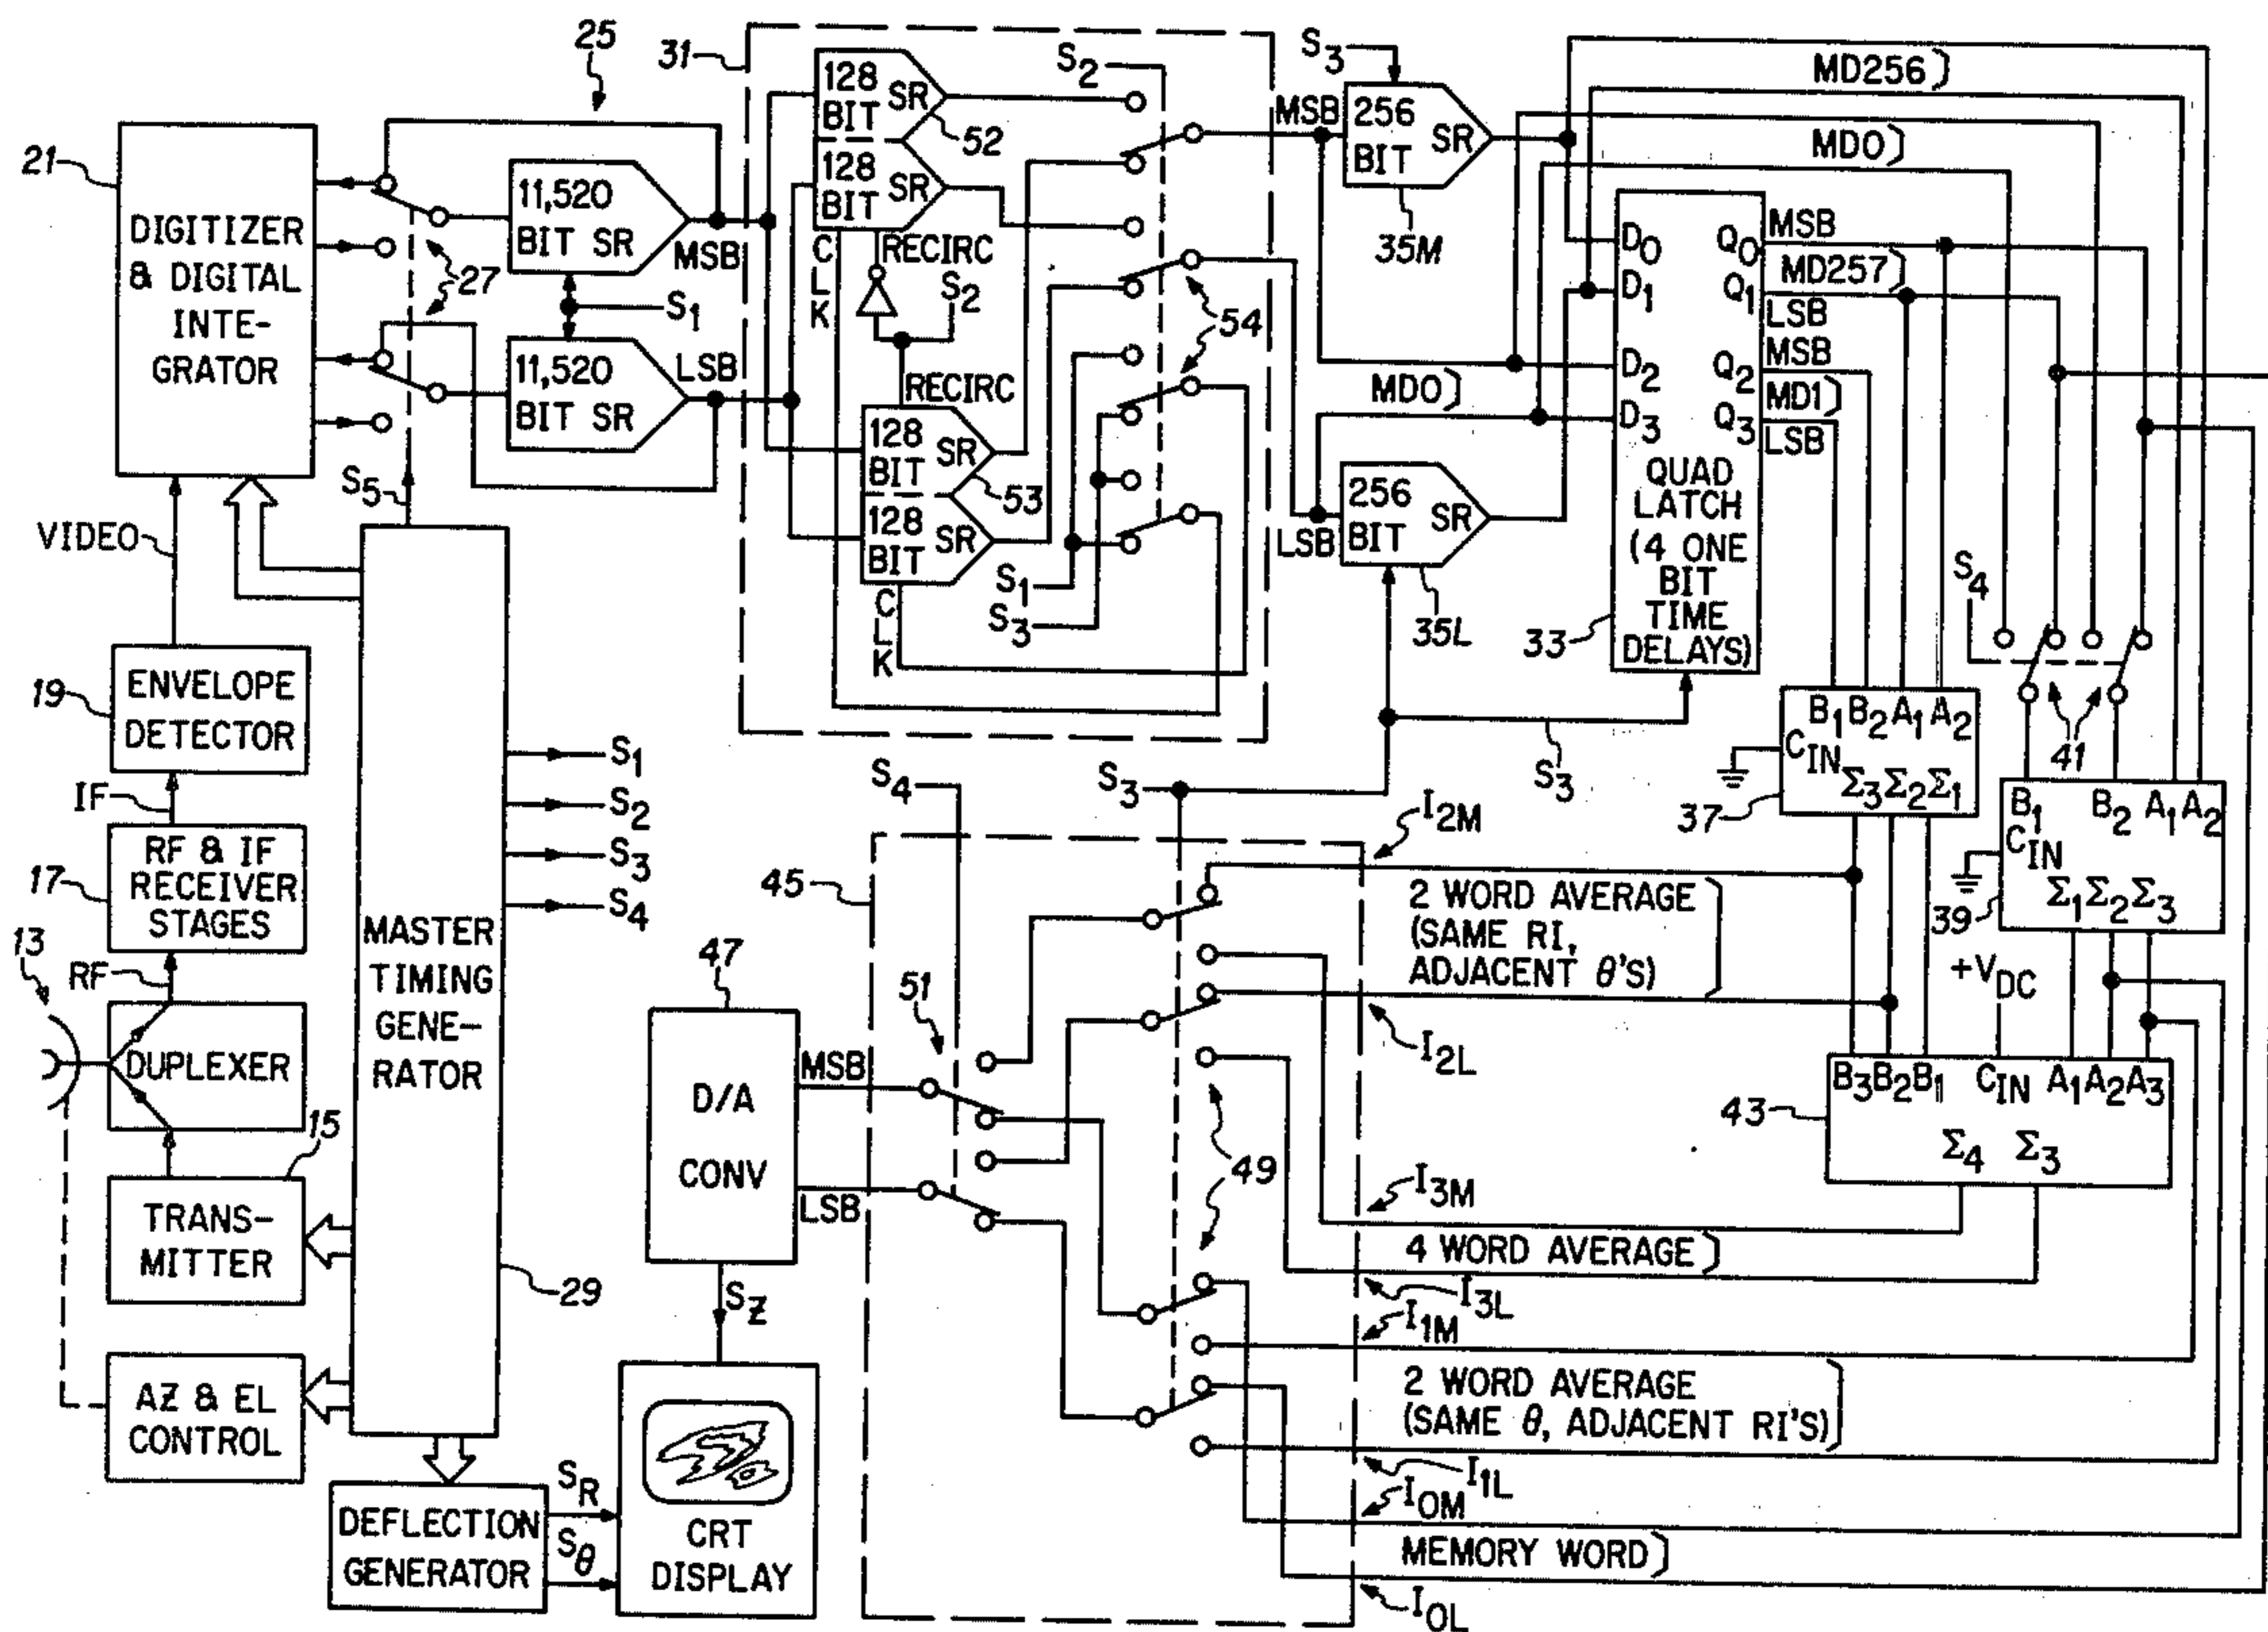 25
31
S2
S3
MD256)
128
BIT
SR
52
MSB
256
BIT
SR
MD0)
21
11,520
BIT SR
MSB
128
BIT
SR
35M
DIGITIZER
& DIGITAL
INTE-
GRATOR
27
S1
C
L
K
RECIRC
S2
54
D0
Q0
MSB
MD257)
D1
Q1
LSB
11,520
BIT SR
LSB
RECIRC
MD0)
D2
Q2
MSB
MD1)
D3
Q3
LSB
128
BIT
SR
53
128
BIT
SR
256
BIT
SR
LSB
35L
QUAD
LATCH
(4 ONE
BIT
TIME
DELAYS)
33
S5
VIDEO
S1
S3
C
L
K
S4
41
19
ENVELOPE
DETECTOR
B1 B2 A1 A2
CIN
Σ3 Σ2 Σ1
37
S3
IF
S1
S2
S3
S4
S4
S3
I2M
B1
B2
A1 A2
CIN
Σ1 Σ2 Σ3
39
17
RF & IF
RECEIVER
STAGES
45
2 WORD AVERAGE
(SAME RI,
ADJACENT θ'S)
13
RF
MASTER
TIMING
GENE-
RATOR
47
51
+VDC
DUPLEXER
MSB
I2L
B3 B2 B1
CIN
A1 A2 A3
43
Σ4
Σ3
D/A
CONV
15
49
TRANS-
MITTER
LSB
I3M
4 WORD AVERAGE)
29
SZ
I3L
I1M
AZ & EL
CONTROL
2 WORD AVERAGE
(SAME θ, ADJACENT RI'S)
SR
Sθ
DEFLECTION
GENERATOR
CRT
DISPLAY
I1L
I0M
MEMORY WORD)
I0L